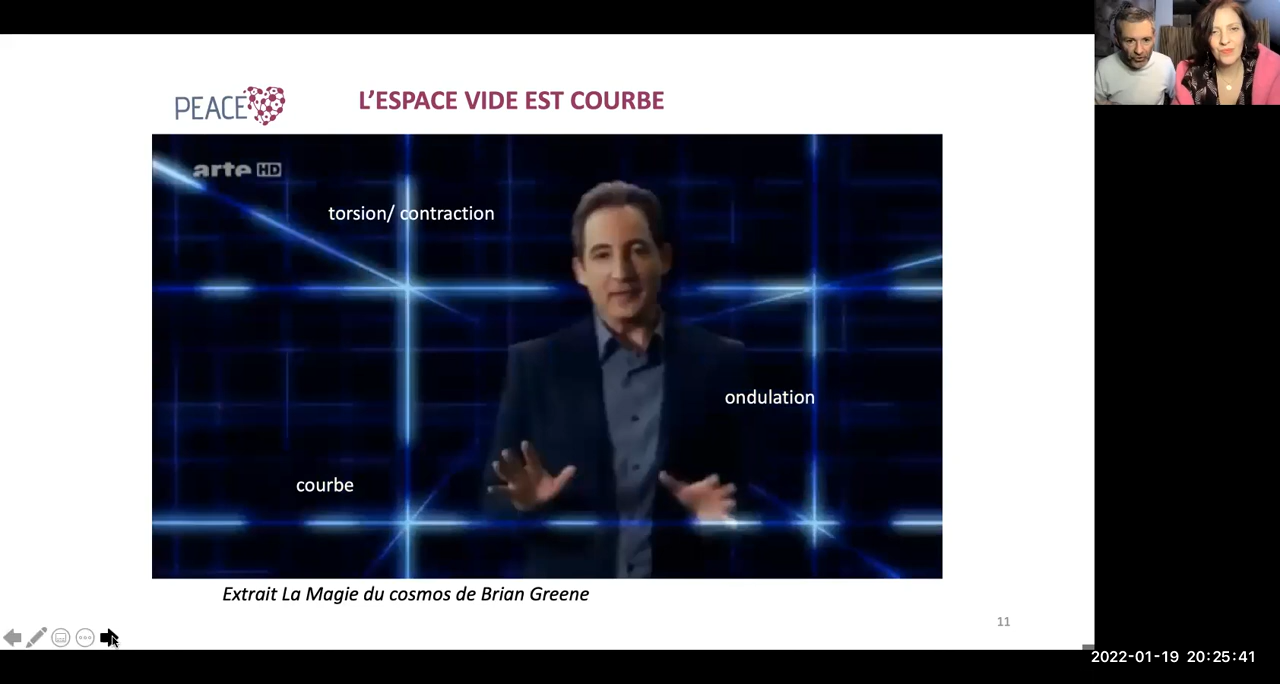 PEACE
L'ESPACE VIDE EST COURBE
arte HD
torsion/ contraction
ondulation
courbe
Extrait La Magie du cosmos de Brian Greene
11
2022-01-19 20:25:41